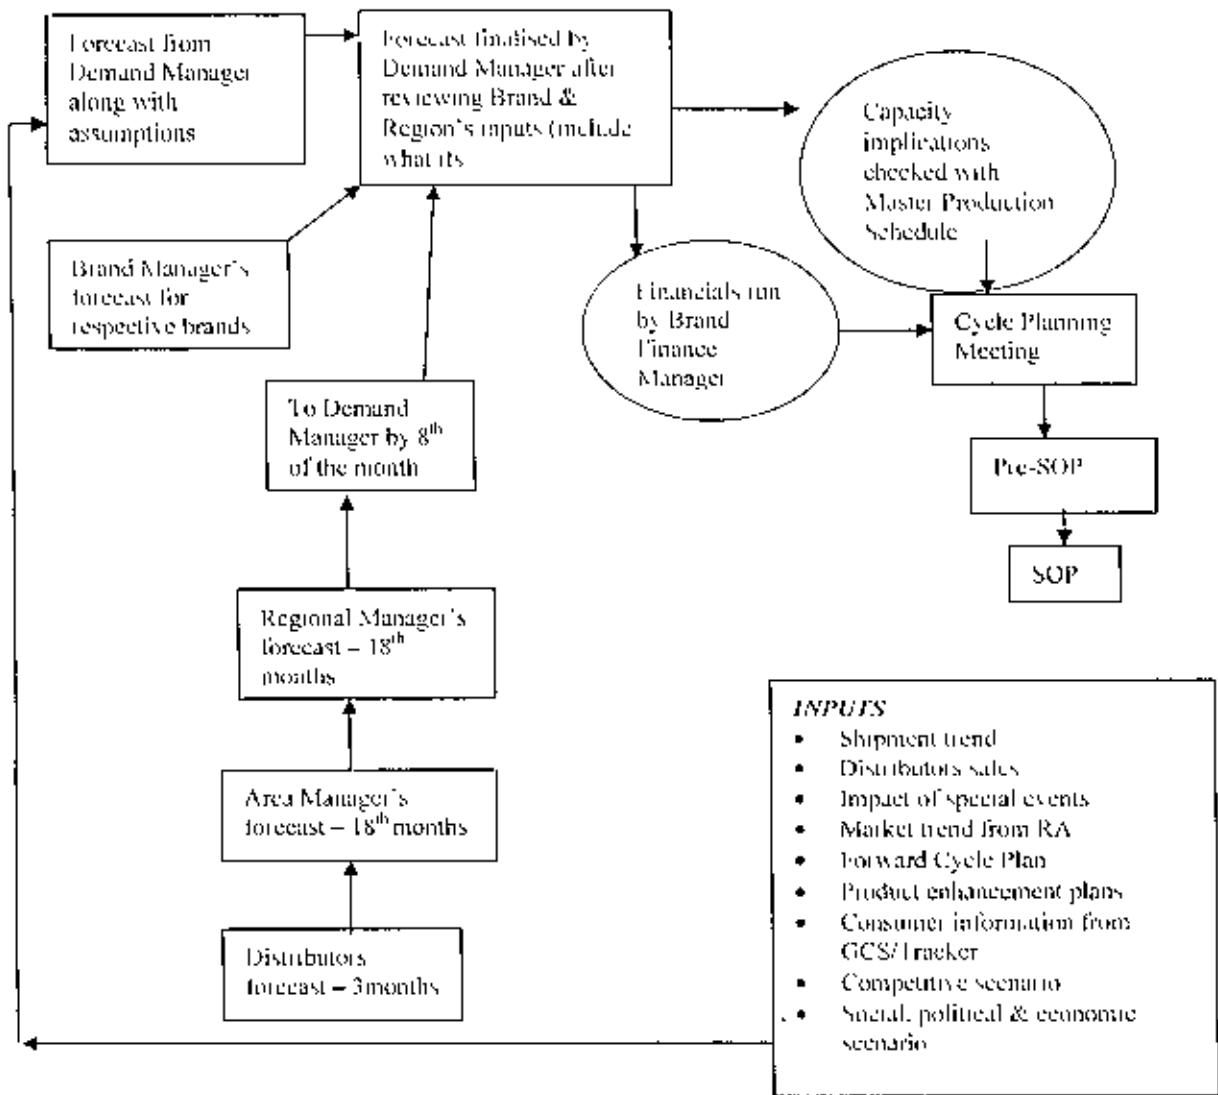 Forecast from
Demand Manager
along with
assumptions
Forecast finalised by
Demand Manager after
reviewing Brand &
Region's inputs (include
what ifs
Capacity
implications
checked with
Master Production
Schedule
Brand Manager's
forecast for
respective brands
Financials run
by Brand
Finance
Manager
Cycle Planning
Meeting
To Demand
Manager by 8th
of the month
Pre-SOP
SOP
Regional Manager's
forecast – 18th
months
Area Manager's
forecast – 18th months
Distributors
forecast – 3months
INPUTS
• Shipment trend
• Distributors sales
• Impact of special events
• Market trend from RA
• Forward Cycle Plan
• Product enhancement plans
• Consumer information from
GCS/Tracker
• Competitive scenario
• Social, political & economic
scenario